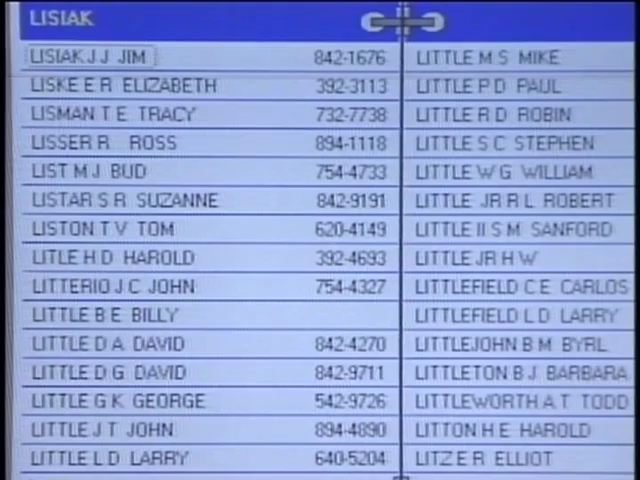 LISIAK
LISIAK J J JIM 842-1676
LISKE E R ELIZABETH 392-3113
LISMAN T E TRACY 732-7738
LISSER R ROSS 894-1118
LIST M J BUD 754-4733
LISTAR S R SUZANNE 842-9191
LISTON T V TOM 620-4149
LITLE H D HAROLD 392-4693
LITTERIO J C JOHN 754-4327
LITTLE B E BILLY
LITTLE D A DAVID 842-4270
LITTLE D G DAVID 842-9711
LITTLE G K GEORGE 542-9726
LITTLE J T JOHN 894-4890
LITTLE L D LARRY 640-5204
LITTLE M S MIKE
LITTLE P D PAUL
LITTLE R D ROBIN
LITTLE S C STEPHEN
LITTLE W G WILLIAM
LITTLE JR R L ROBERT
LITTLE II S M SANFORD
LITTLE JR H W
LITTLEFIELD C E CARLOS
LITTLEFIELD L D LARRY
LITTLEJOHN B M BYRL
LITTLETON B J BARBARA
LITTLEWORTH A T TODD
LITTON H E HAROLD
LITZ E R ELLIOT